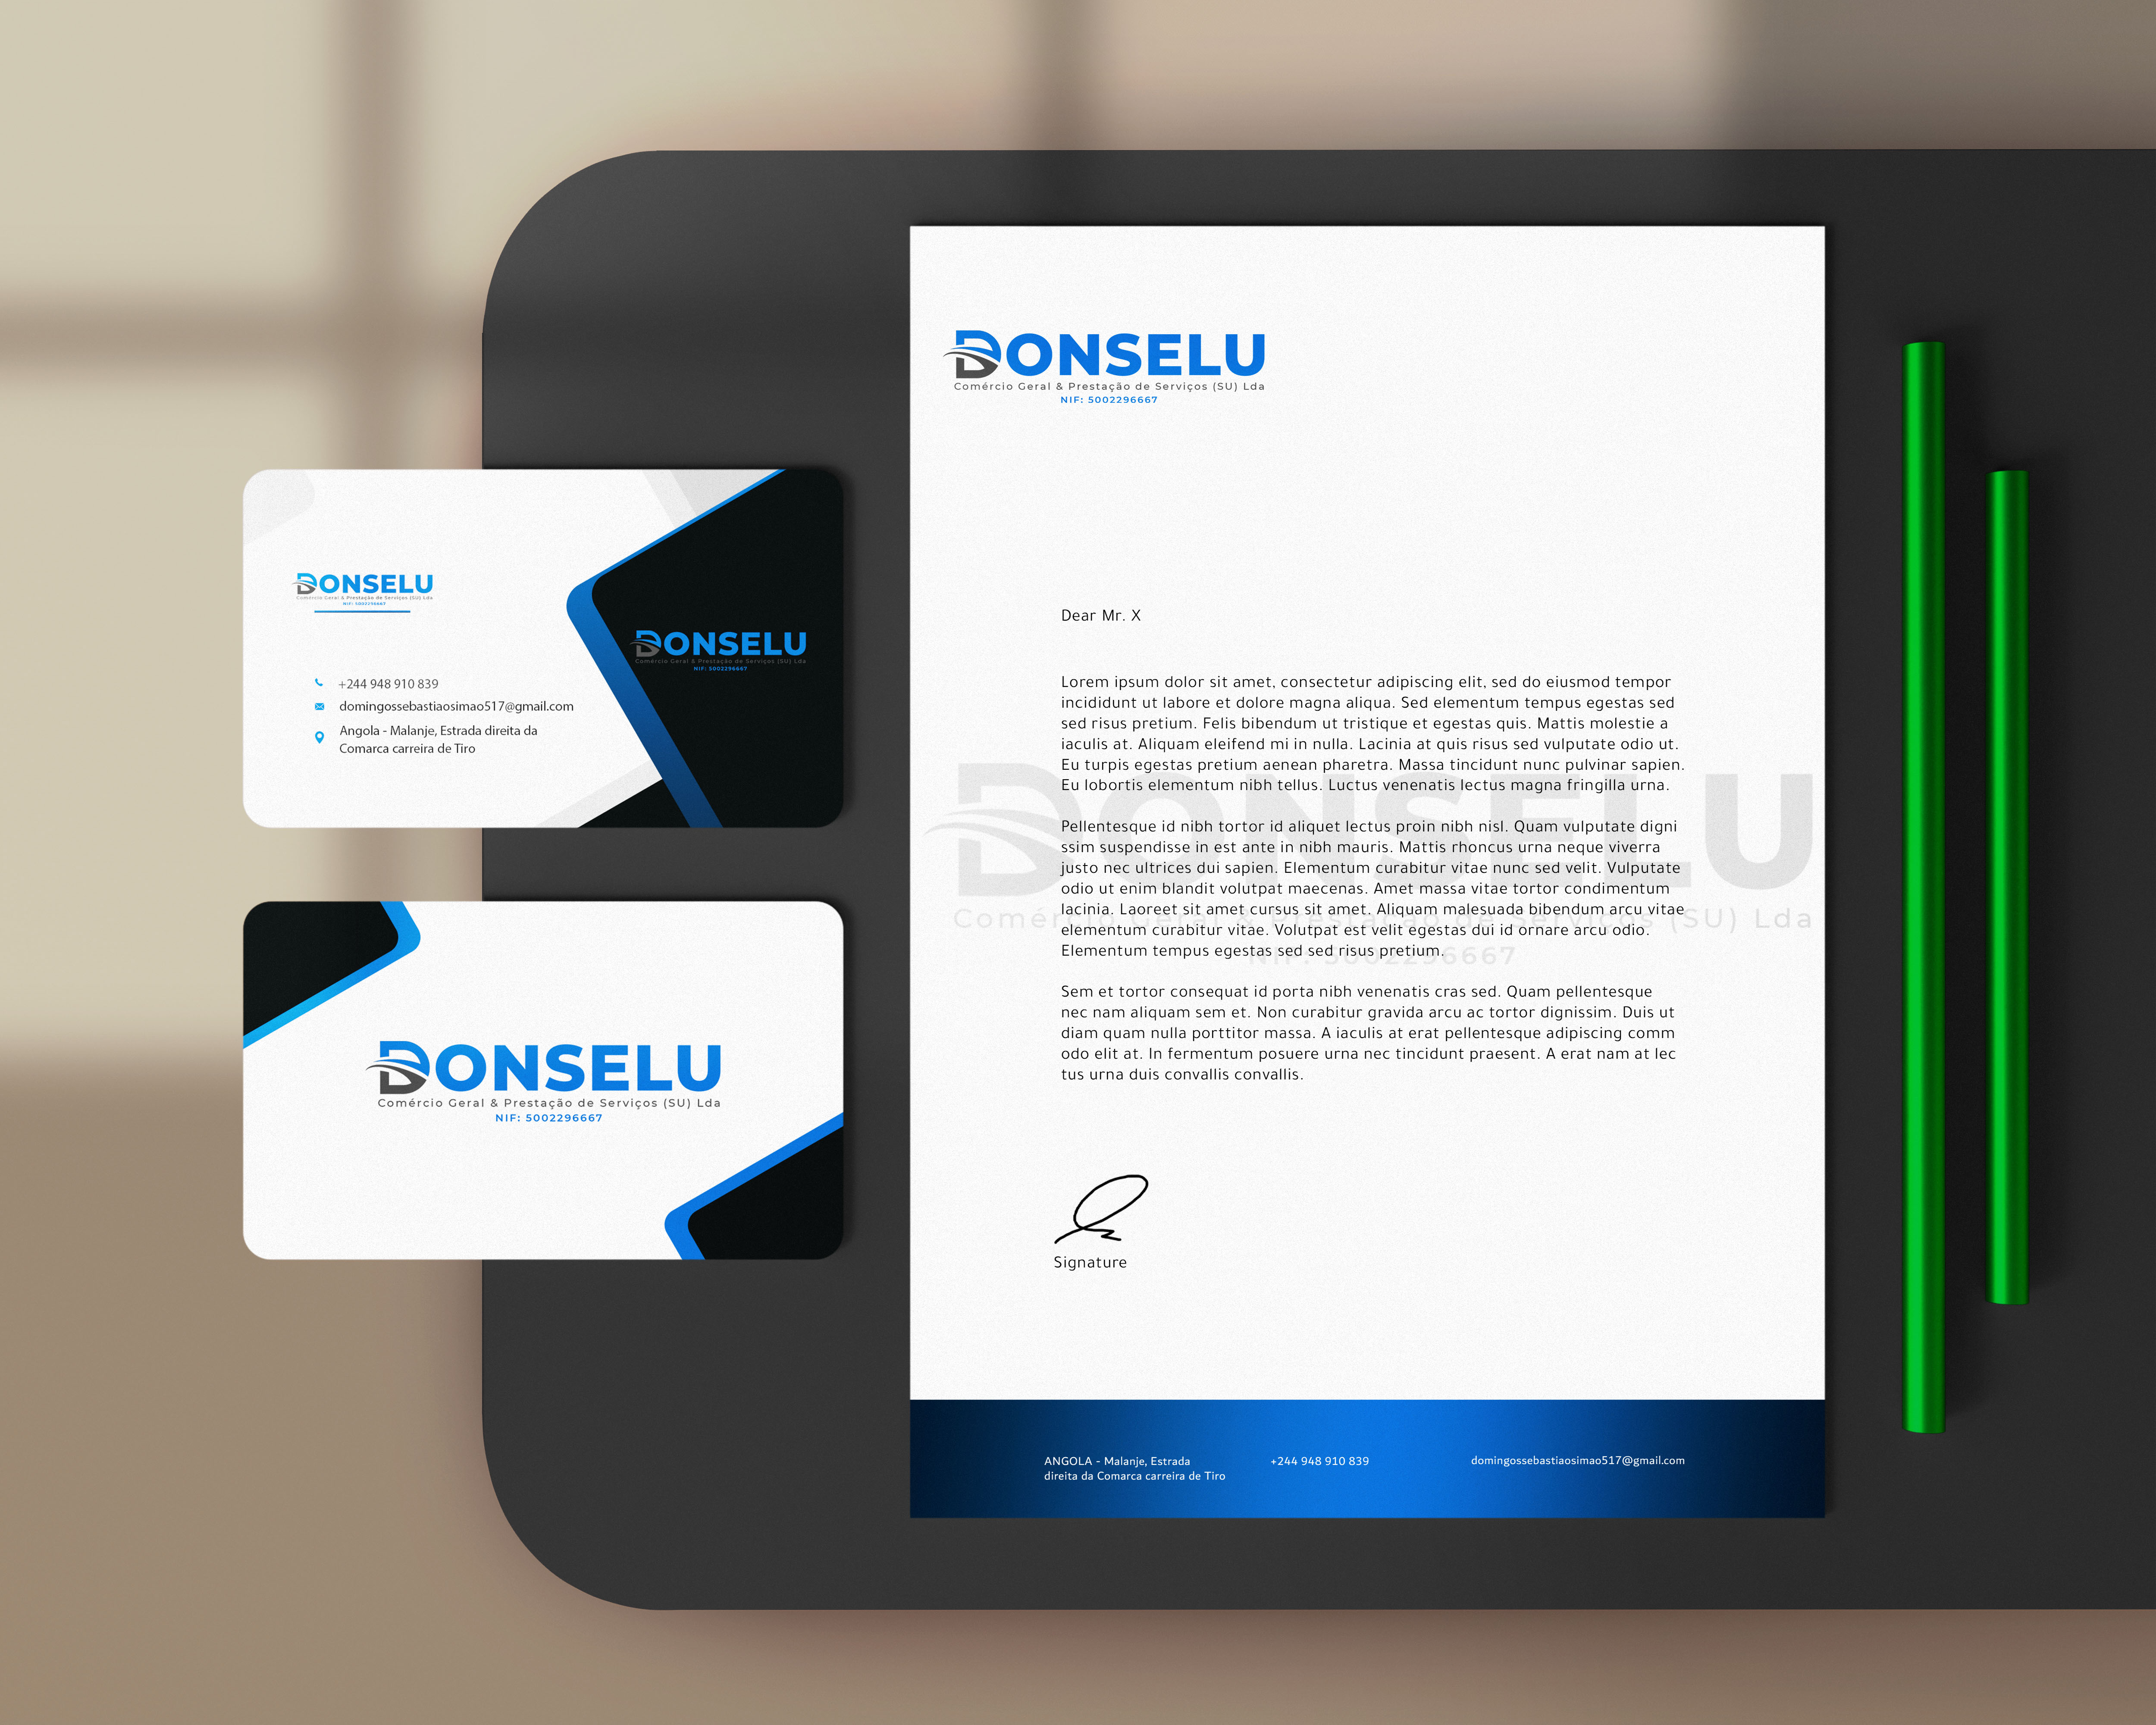 DONSELU
Comércio Geral & Prestação de Serviços (SU) Lda
NIF: 5002296667
+244 948 910 839
domingossebastiaosimao517@gmail.com
Angola - Malanje, Estrada direita da
Comarca carreira de Tiro
DONSELU
Comércio Geral & Prestação de Serviços (SU) Lda
NIF: 5002296667
DONSELU
Comércio Geral & Prestação de Serviços (SU) Lda
NIF: 5002296667
DONSELU
Comércio Geral & Prestação de Serviços (SU) Lda
NIF: 5002296667
Dear Mr. X
Lorem ipsum dolor sit amet, consectetur adipiscing elit, sed do eiusmod tempor
incididunt ut labore et dolore magna aliqua. Sed elementum tempus egestas sed
sed risus pretium. Felis bibendum ut tristique et egestas quis. Mattis molestie a
iaculis at. Aliquam eleifend mi in nulla. Lacinia at quis risus sed vulputate odio ut.
Eu turpis egestas pretium aenean pharetra. Massa tincidunt nunc pulvinar sapien.
Eu lobortis elementum nibh tellus. Luctus venenatis lectus magna fringilla urna.
Pellentesque id nibh tortor id aliquet lectus proin nibh nisl. Quam vulputate digni
ssim suspendisse in est ante in nibh mauris. Mattis rhoncus urna neque viverra
justo nec ultrices dui sapien. Elementum curabitur vitae nunc sed velit. Vulputate
odio ut enim blandit volutpat maecenas. Amet massa vitae tortor condimentum
lacinia. Laoreet sit amet cursus sit amet. Aliquam malesuada bibendum arcu vitae
elementum curabitur vitae. Volutpat est velit egestas dui id ornare arcu odio.
Elementum tempus egestas sed sed risus pretium.
Sem et tortor consequat id porta nibh venenatis cras sed. Quam pellentesque
nec nam aliquam sem et. Non curabitur gravida arcu ac tortor dignissim. Duis ut
diam quam nulla porttitor massa. A iaculis at erat pellentesque adipiscing comm
odo elit at. In fermentum posuere urna nec tincidunt praesent. A erat nam at lec
tus urna duis convallis convallis.
DONSELU
Comércio Geral & Prestação de Serviços (SU) Lda
NIF: 5002296667
Signature
ANGOLA - Malanje, Estrada
direita da Comarca carreira de Tiro
+244 948 910 839
domingossebastiaosimao517@gmail.com